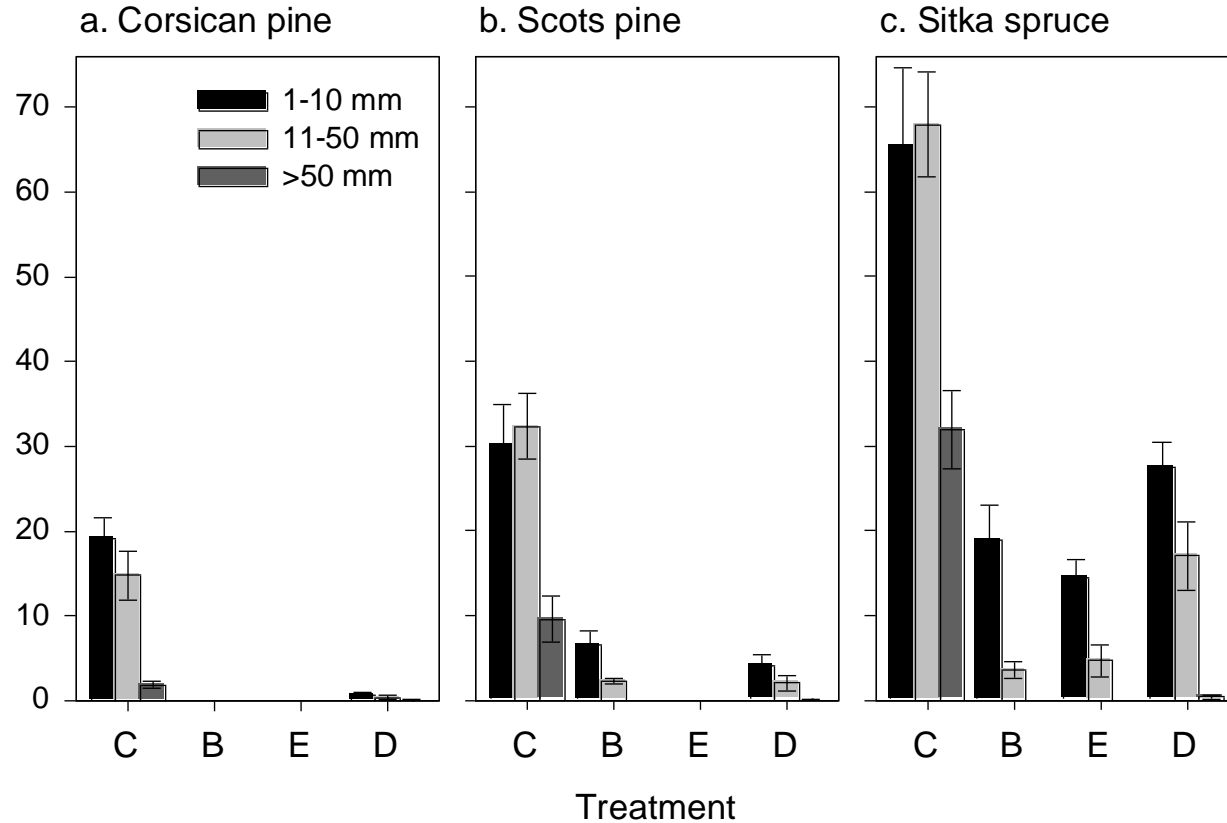 a. Corsican pine
b. Scots pine
c. Sitka spruce
1-10 mm
11-50 mm
>50 mm
70
60
50
40
30
20
10
0
C B E D
C B E D
C B E D
Treatment